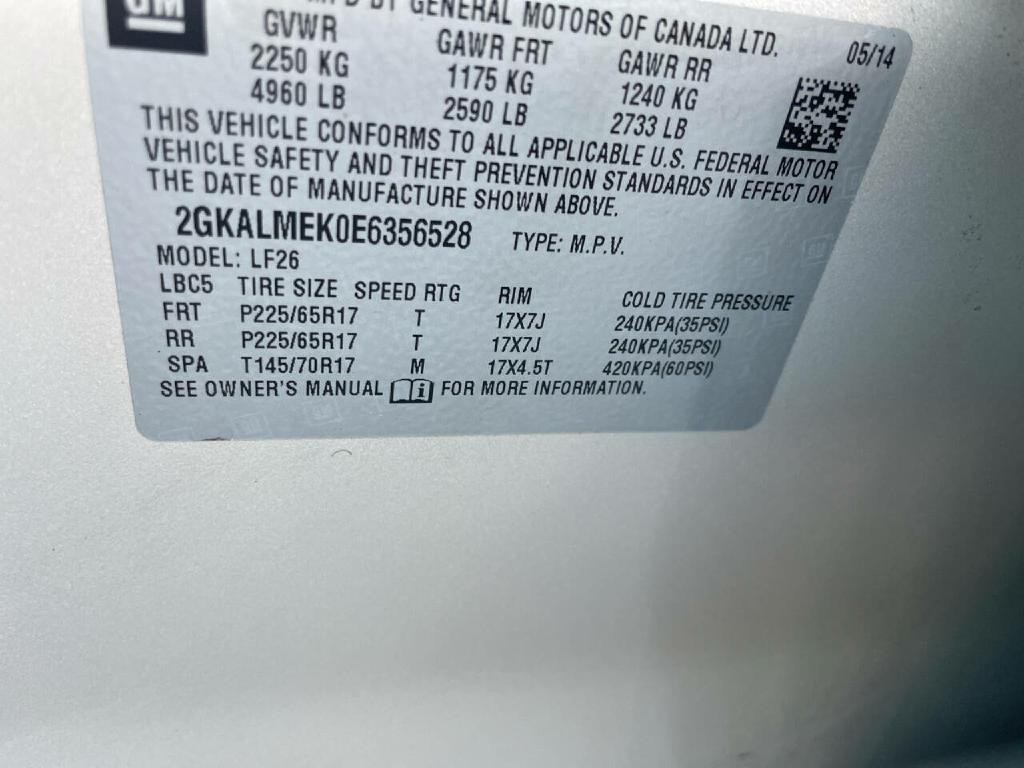 GM
MFD BY GENERAL MOTORS OF CANADA LTD.
05/14
GVWR GAWR FRT GAWR RR
2250 KG 1175 KG 1240 KG
4960 LB 2590 LB 2733 LB
THIS VEHICLE CONFORMS TO ALL APPLICABLE U.S. FEDERAL MOTOR
VEHICLE SAFETY AND THEFT PREVENTION STANDARDS IN EFFECT ON
THE DATE OF MANUFACTURE SHOWN ABOVE.
2GKALMEK0E6356528 TYPE: M.P.V.
MODEL: LF26
LBC5 TIRE SIZE SPEED RTG RIM COLD TIRE PRESSURE
FRT P225/65R17 T 17X7J 240KPA(35PSI)
RR P225/65R17 T 17X7J 240KPA(35PSI)
SPA T145/70R17 M 17X4.5T 420KPA(60PSI)
SEE OWNER'S MANUAL i FOR MORE INFORMATION.